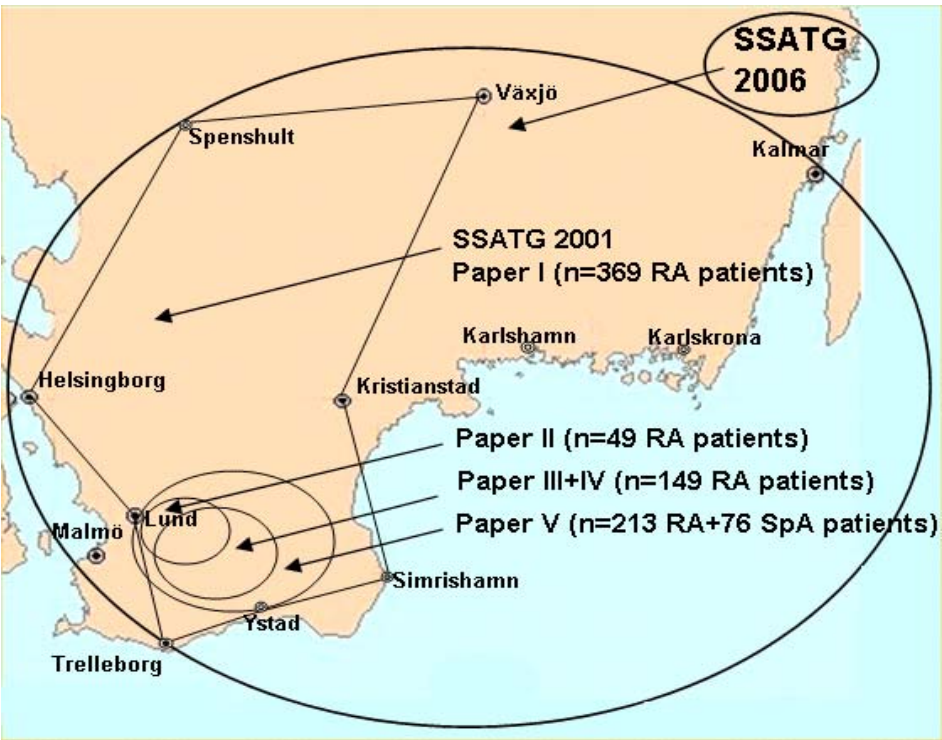 SSATG
2006
Växjö
Spenshult
Kalmar
SSATG 2001
Paper I (n=369 RA patients)
Karlshamn
Karlskrona
Helsingborg
Kristianstad
Paper II (n=49 RA patients)
Paper III+IV (n=149 RA patients)
Paper V (n=213 RA+76 SpA patients)
Lund
Malmö
Simrishamn
Ystad
Trelleborg